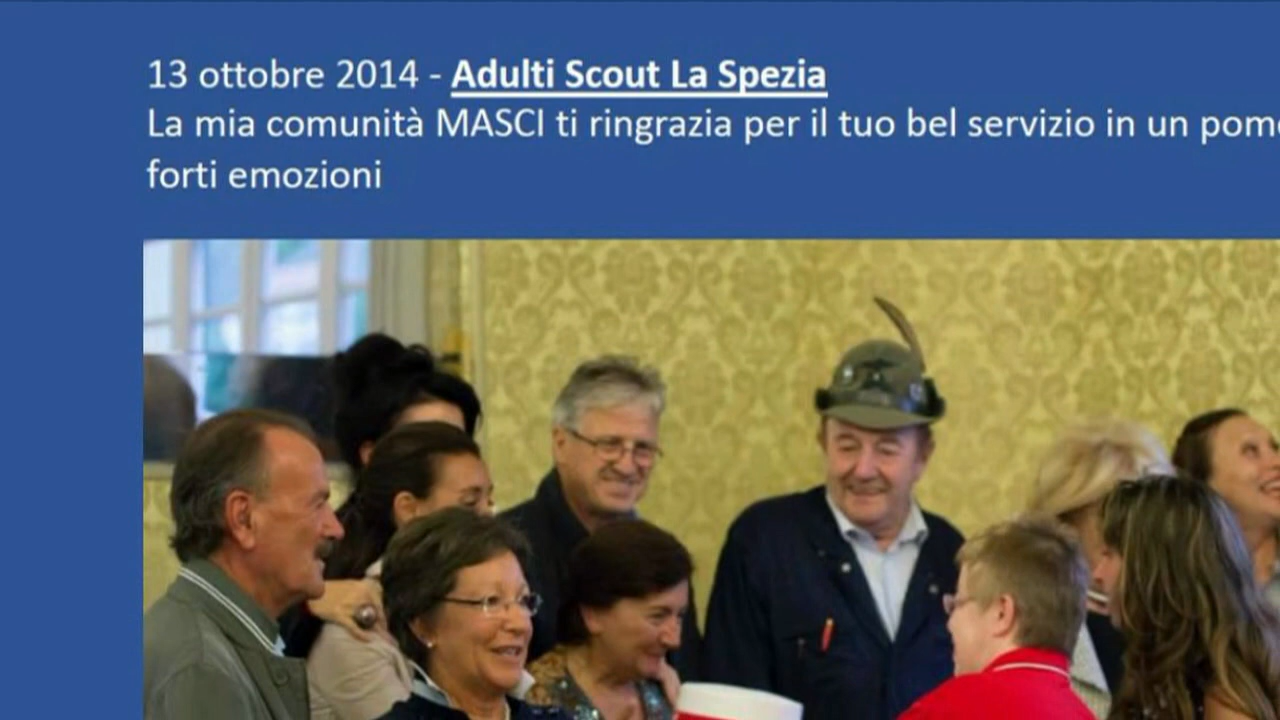 13 ottobre 2014 - Adulti Scout La Spezia
La mia comunità MASCI ti ringrazia per il tuo bel servizio in un
forti emozioni